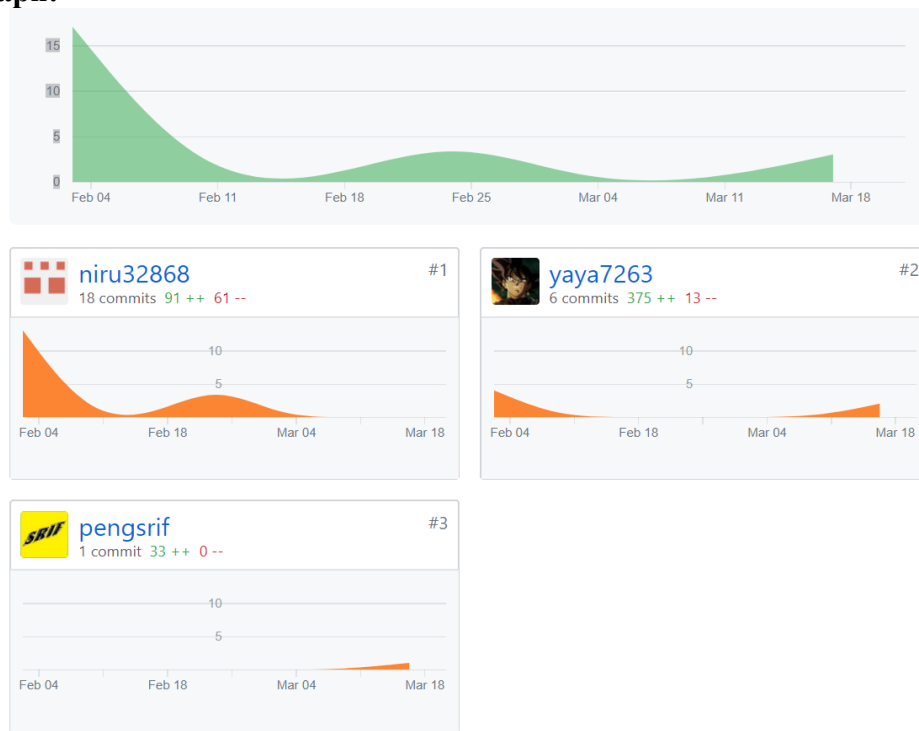 15
10
5
0
Feb 04 Feb 11 Feb 18 Feb 25 Mar 04 Mar 11 Mar 18
niru32868 #1
18 commits 91 ++ 61 --
10
5
Feb 04 Feb 18 Mar 04 Mar 18
yaya7263 #2
6 commits 375 ++ 13 --
10
5
Feb 04 Feb 18 Mar 04 Mar 18
SRIF
pengsrif #3
1 commit 33 ++ 0 --
10
5
Feb 04 Feb 18 Mar 04 Mar 18